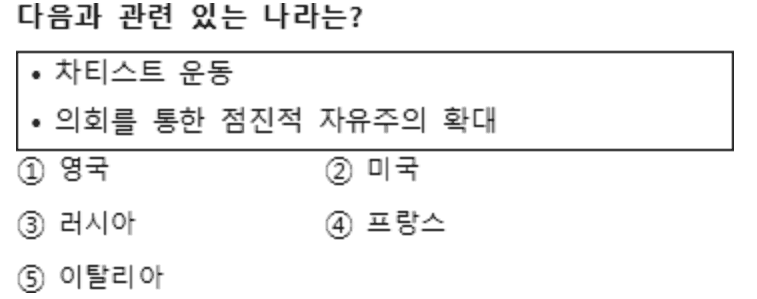 다음과 관련 있는 나라는?
• 차티스트 운동
• 의회를 통한 점진적 자유주의 확대
① 영국 ② 미국
③ 러시아 ④ 프랑스
⑤ 이탈리아